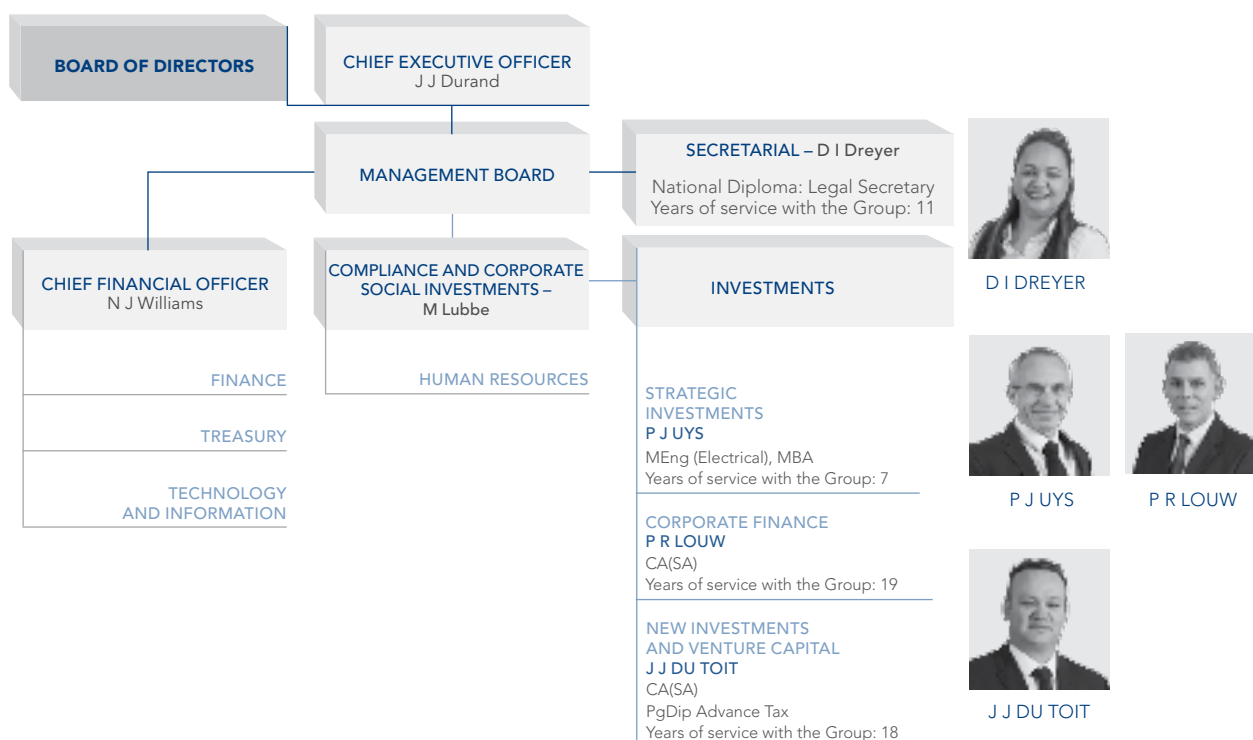 BOARD OF DIRECTORS
CHIEF EXECUTIVE OFFICER
J J Durand
MANAGEMENT BOARD
SECRETARIAL – D I Dreyer
National Diploma: Legal Secretary
Years of service with the Group: 11
D I DREYER
CHIEF FINANCIAL OFFICER
N J Williams
FINANCE
TREASURY
TECHNOLOGY
AND INFORMATION
COMPLIANCE AND CORPORATE
SOCIAL INVESTMENTS –
M Lubbe
HUMAN RESOURCES
INVESTMENTS
STRATEGIC
INVESTMENTS
P J UYS
MEng (Electrical), MBA
Years of service with the Group: 7
CORPORATE FINANCE
P R LOUW
CA(SA)
Years of service with the Group: 19
NEW INVESTMENTS
AND VENTURE CAPITAL
J J DU TOIT
CA(SA)
PgDip Advance Tax
Years of service with the Group: 18
P J UYS
P R LOUW
J J DU TOIT